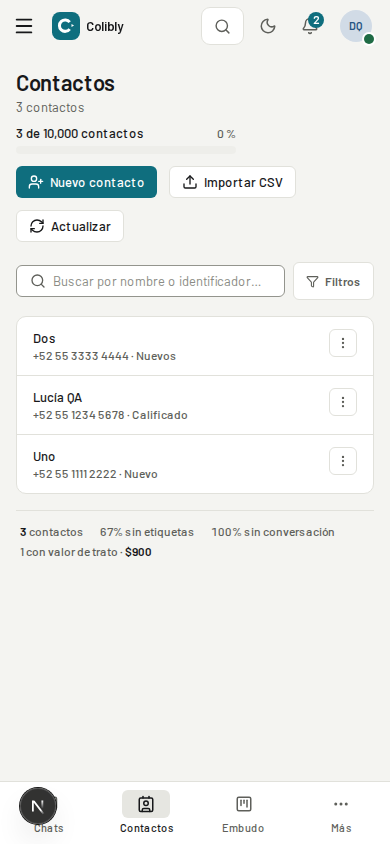 Colibly
2
DQ
Contactos
3 contactos
3 de 10,000 contactos
0 %
Nuevo contacto
Importar CSV
Actualizar
Buscar por nombre o identificador...
Filtros
Dos
+52 55 3333 4444 · Nuevos
Lucía QA
+52 55 1234 5678 · Calificado
Uno
+52 55 1111 2222 · Nuevo
3 contactos 67% sin etiquetas 100% sin conversación
1 con valor de trato · $900
N
Chats
Contactos
Embudo
Más